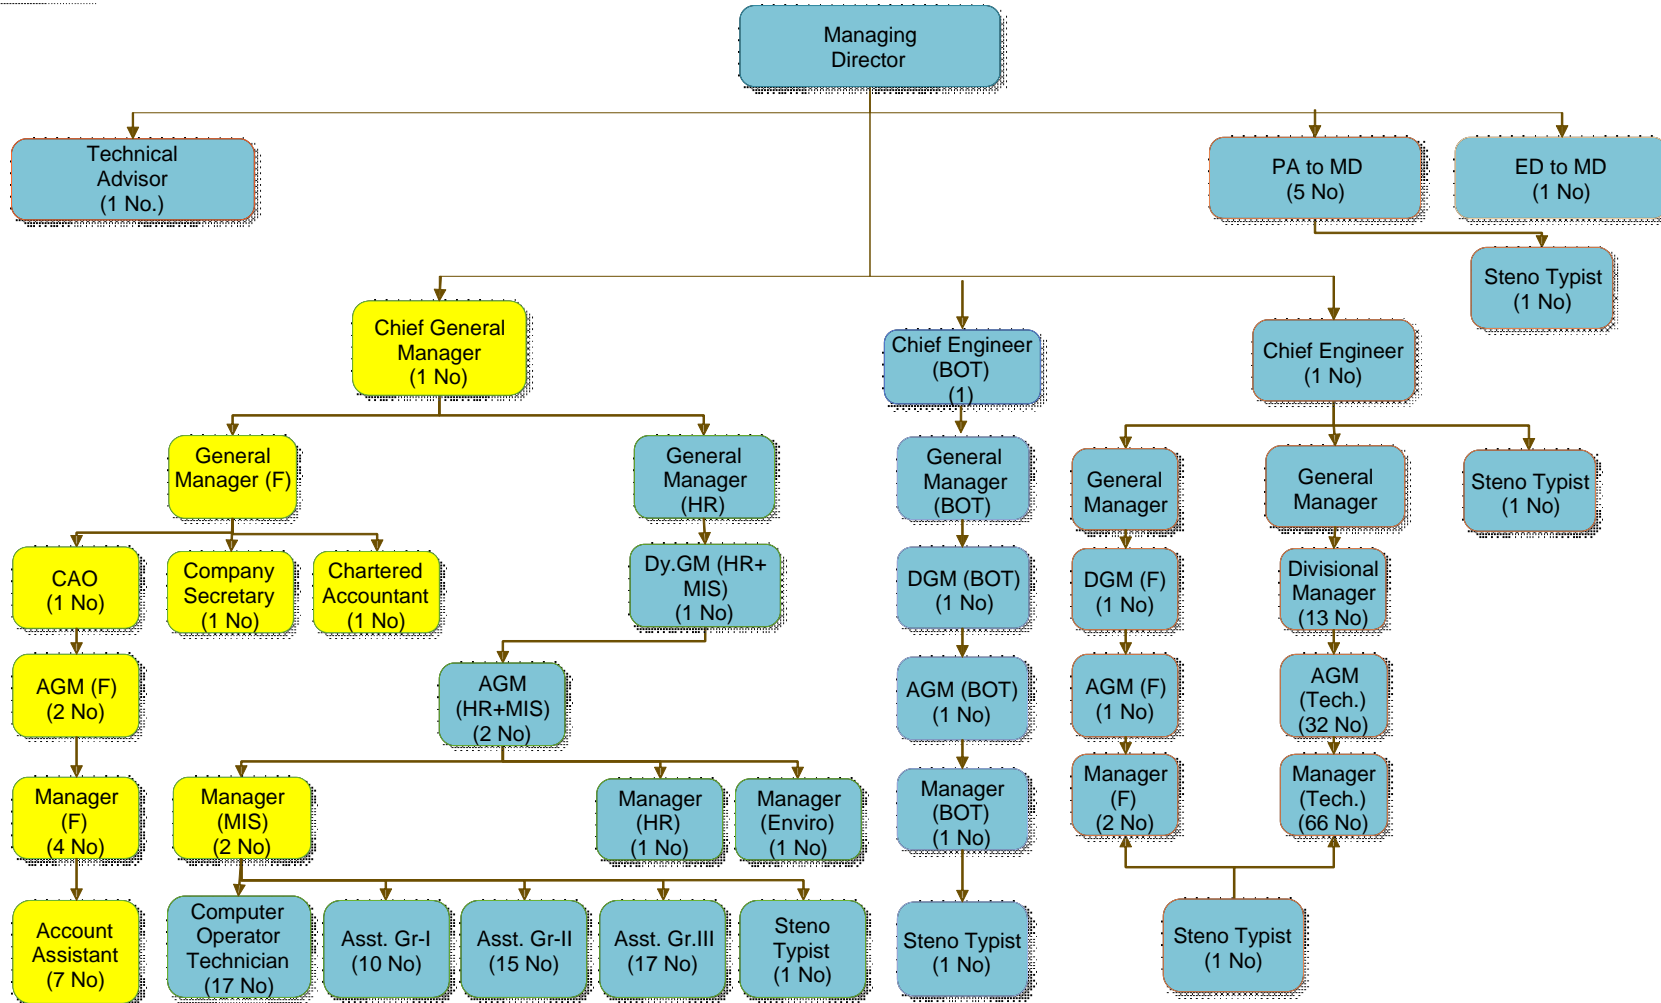 Managing
Director
Technical
Advisor
(1 No.)
PA to MD
(5 No)
ED to MD
(1 No)
Steno Typist
(1 No)
Chief General
Manager
(1 No)
Chief Engineer
(BOT)
(1)
Chief Engineer
(1 No)
General
Manager (F)
General
Manager
(HR)
General
Manager
(BOT)
General
Manager
General
Manager
Steno Typist
(1 No)
CAO
(1 No)
Company
Secretary
(1 No)
Chartered
Accountant
(1 No)
Dy.GM (HR+
MIS)
(1 No)
DGM (BOT)
(1 No)
DGM (F)
(1 No)
Divisional
Manager
(13 No)
AGM (F)
(2 No)
AGM
(HR+MIS)
(2 No)
AGM (BOT)
(1 No)
AGM (F)
(1 No)
AGM
(Tech.)
(32 No)
Manager
(F)
(4 No)
Manager
(MIS)
(2 No)
Manager
(HR)
(1 No)
Manager
(Enviro)
(1 No)
Manager
(BOT)
(1 No)
Manager
(F)
(2 No)
Manager
(Tech.)
(66 No)
Account
Assistant
(7 No)
Computer
Operator
Technician
(17 No)
Asst. Gr-I
(10 No)
Asst. Gr-II
(15 No)
Asst. Gr.III
(17 No)
Steno
Typist
(1 No)
Steno Typist
(1 No)
Steno Typist
(1 No)